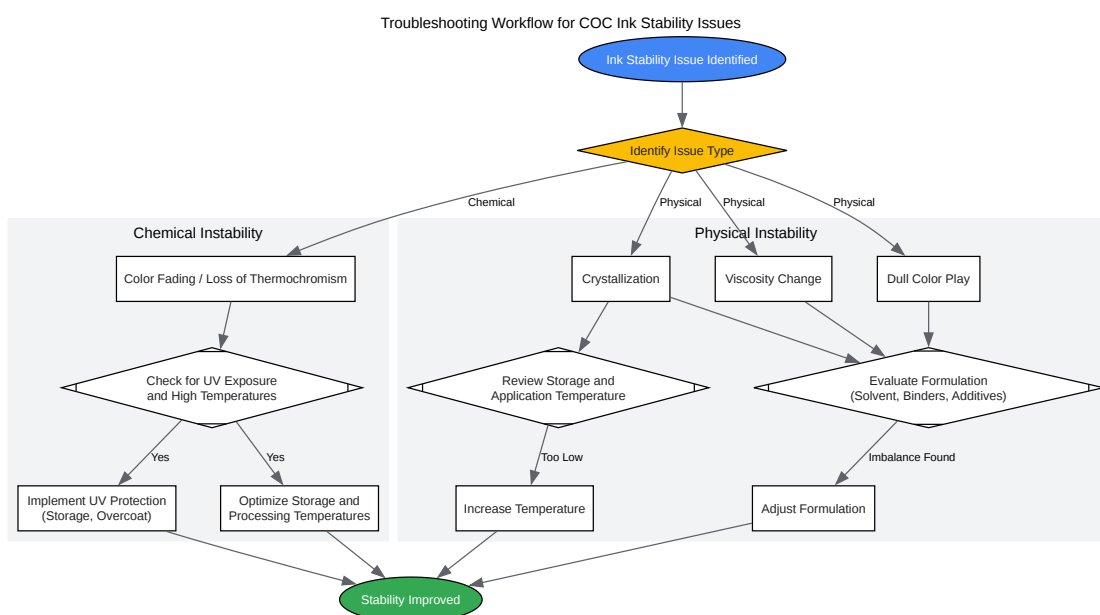 Troubleshooting Workflow for COC Ink Stability Issues
Ink Stability Issue Identified
Identify Issue Type
Chemical
Physical
Physical
Physical
Chemical Instability
Physical Instability
Color Fading / Loss of Thermochromism
Crystallization
Viscosity Change
Dull Color Play
Check for UV Exposure
and High Temperatures
Review Storage and
Application Temperature
Evaluate Formulation
(Solvent, Binders, Additives)
Yes
Yes
Too Low
Imbalance Found
Implement UV Protection
(Storage, Overcoat)
Optimize Storage and
Processing Temperatures
Increase Temperature
Adjust Formulation
Stability Improved